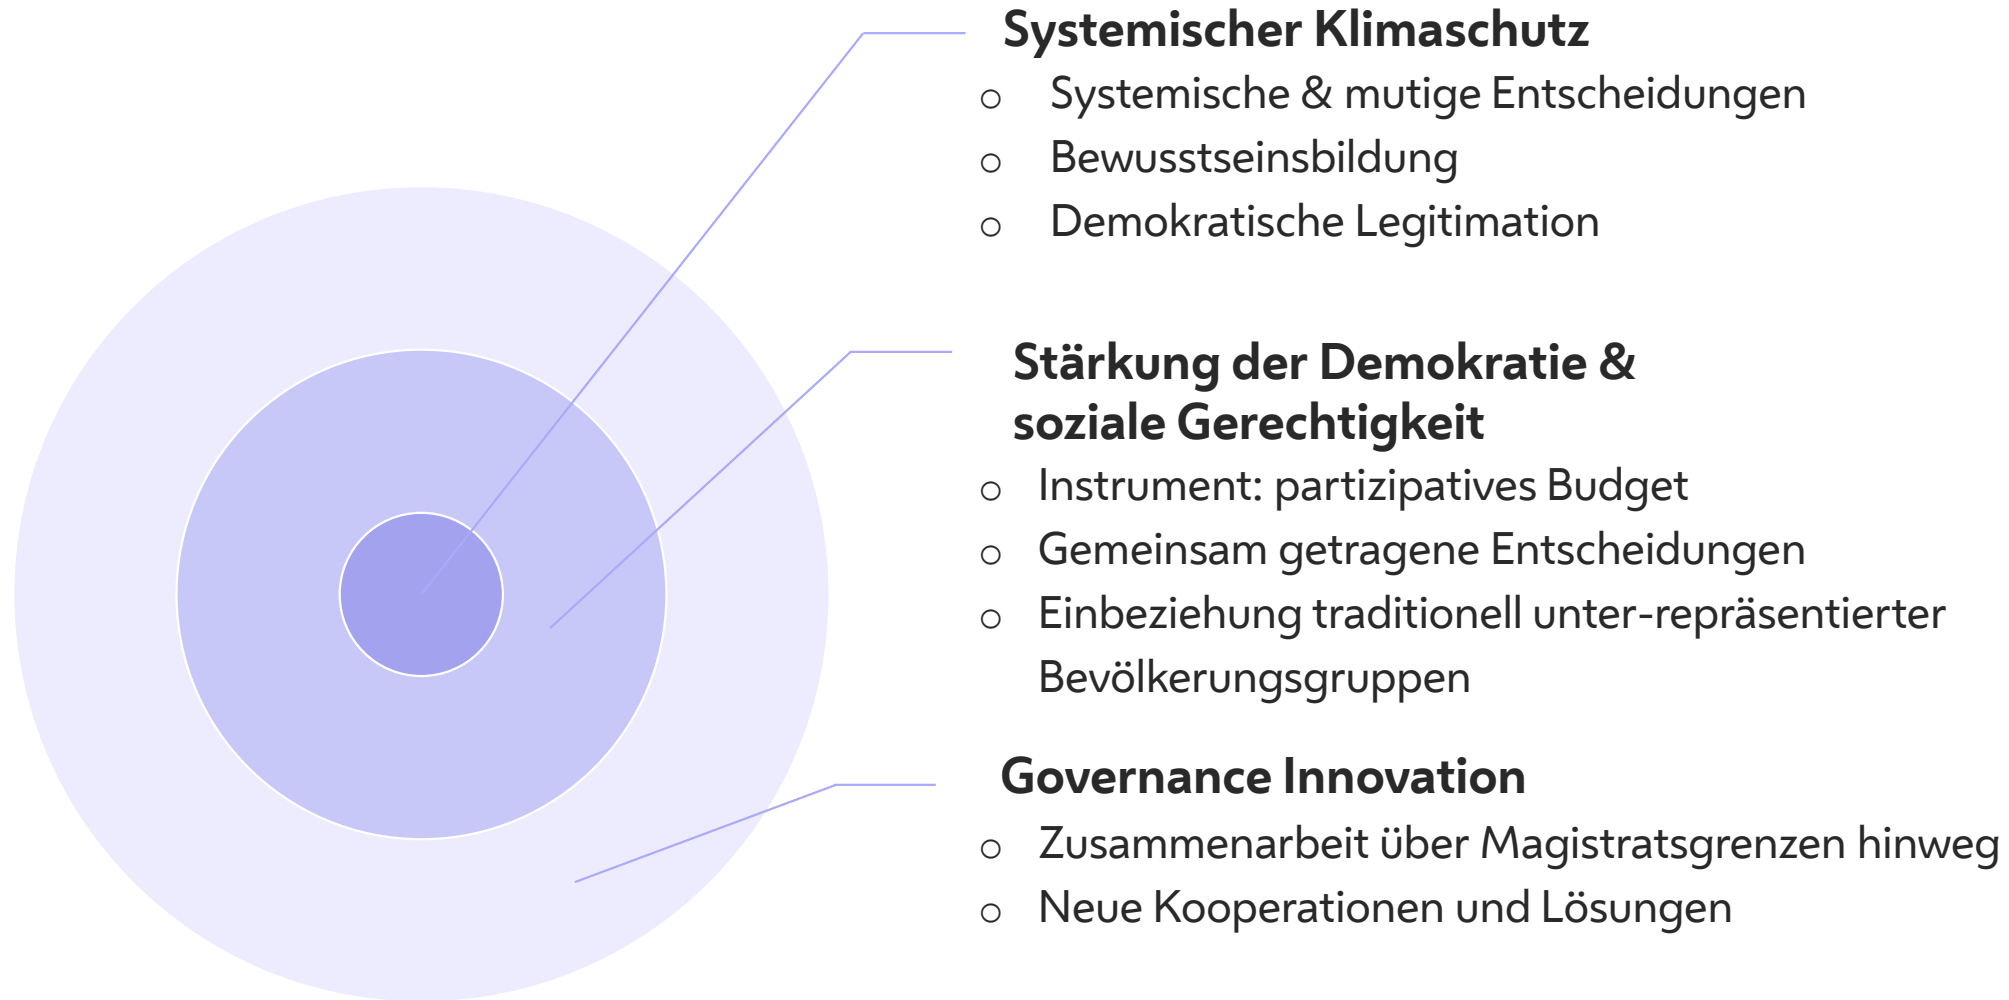 Systemischer Klimaschutz
○ Systemische & mutige Entscheidungen
○ Bewusstseinsbildung
○ Demokratische Legitimation
Stärkung der Demokratie &
soziale Gerechtigkeit
○ Instrument: partizipatives Budget
○ Gemeinsam getragene Entscheidungen
○ Einbeziehung traditionell unter-repräsentierter
Bevölkerungsgruppen
Governance Innovation
○ Zusammenarbeit über Magistratsgrenzen hinweg
○ Neue Kooperationen und Lösungen